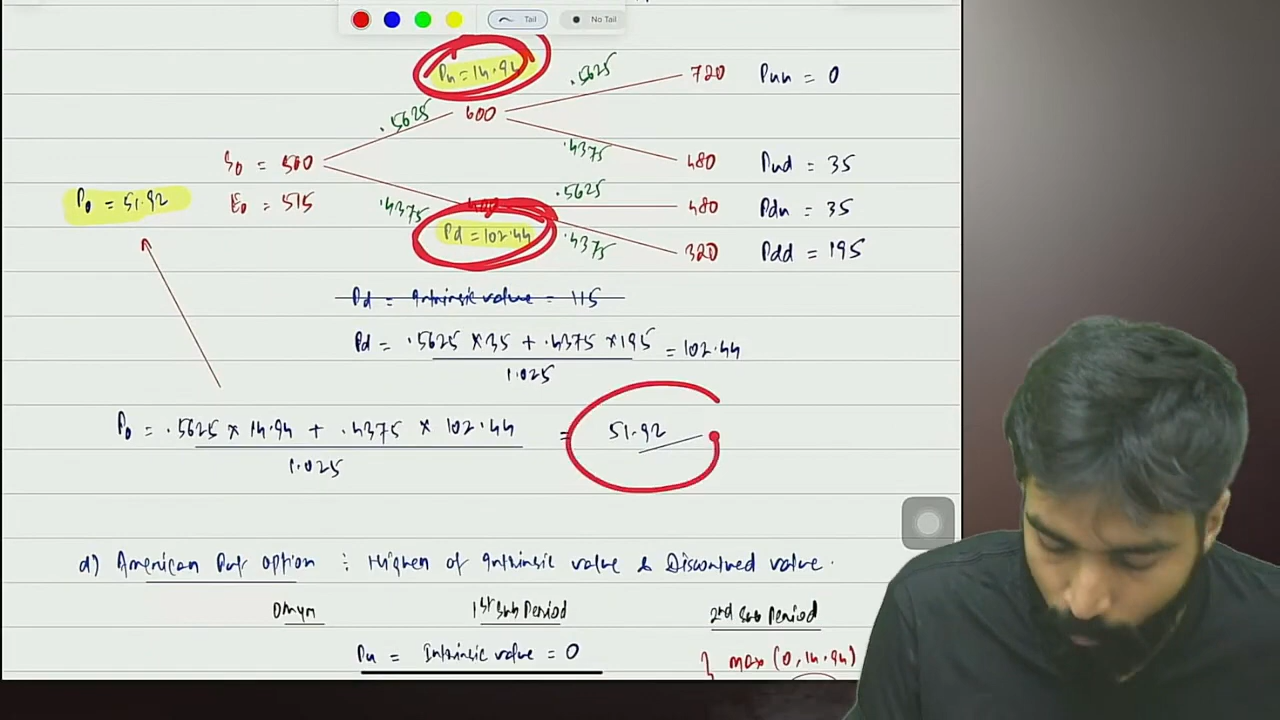 Tail No Tail
Pu = 14.94
.5625 720 Puu = 0
.5625 600
.4375 480 Pud = 35
S₀ = 500
.5625
P₀ = 51.92 E₀ = 515 .4375 400 480 Pdu = 35
Pd = 102.44 .4375 320 Pdd = 195
Pd = Intrinsic value = 115
Pd = .5625 × 35 + .4375 × 195 = 102.44
1.025
P₀ = .5625 × 14.94 + .4375 × 102.44 = 51.92
1.025
d) American Put option : Higher of Intrinsic value & Discounted value.
1st Sub Period 2nd Sub Period
Pu = Intrinsic value = 0 } max (0, 14.94)